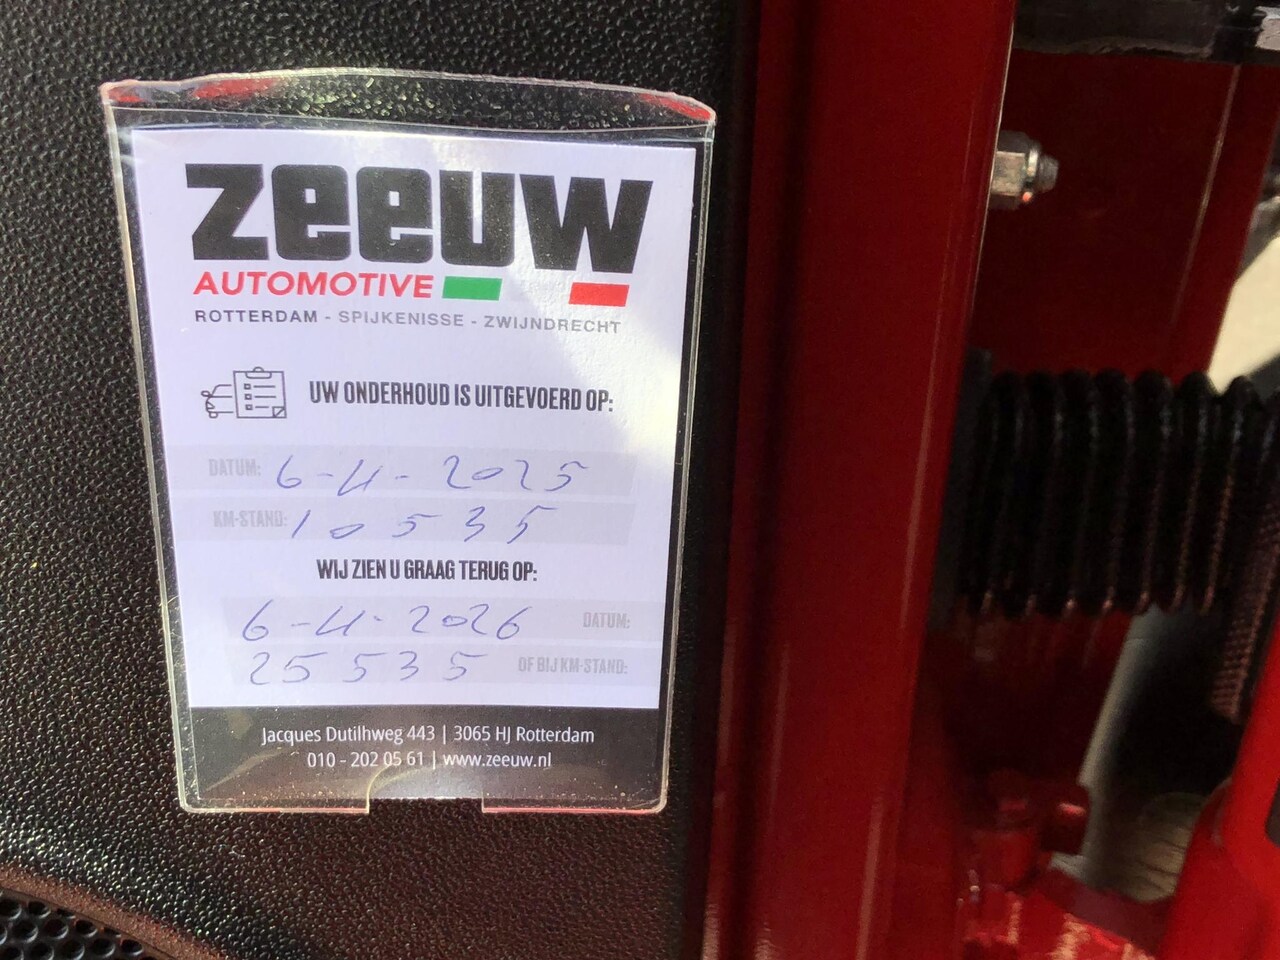 zeeuw
AUTOMOTIVE
ROTTERDAM - SPIJKENISSE - ZWIJNDRECHT
UW ONDERHOUD IS UITGEVOERD OP:
DATUM: 6-11-2025
KM-STAND: 10535
WIJ ZIEN U GRAAG TERUG OP:
6-11-2026 DATUM:
25535 OF BIJ KM-STAND:
Jacques Dutilhweg 443 | 3065 HJ Rotterdam
010 - 202 05 61 | www.zeeuw.nl